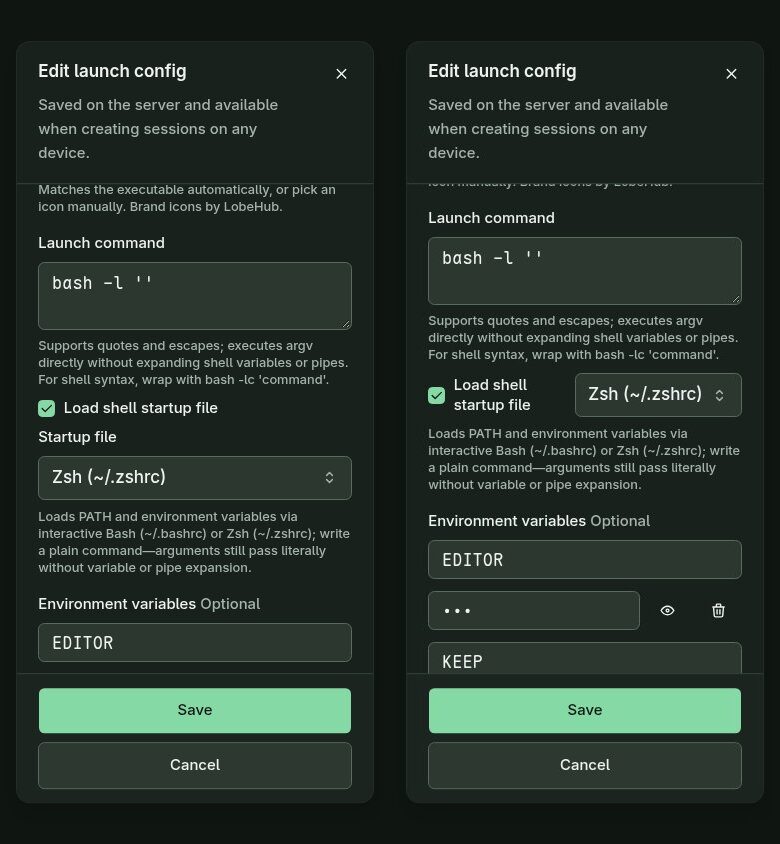 Edit launch config
Saved on the server and available
when creating sessions on any
device.
Matches the executable automatically, or pick an
icon manually. Brand icons by LobeHub.
Launch command
bash -l ''
Supports quotes and escapes; executes argv
directly without expanding shell variables or pipes.
For shell syntax, wrap with bash -lc 'command'.
Load shell startup file
Startup file
Zsh (~/.zshrc)
Loads PATH and environment variables via
interactive Bash (~/.bashrc) or Zsh (~/.zshrc); write
a plain command—arguments still pass literally
without variable or pipe expansion.
Environment variables Optional
EDITOR
Save
Cancel
Edit launch config
Saved on the server and available
when creating sessions on any
device.
icon manually. Brand icons by LobeHub.
Launch command
bash -l ''
Supports quotes and escapes; executes argv
directly without expanding shell variables or pipes.
For shell syntax, wrap with bash -lc 'command'.
Load shell
startup file
Zsh (~/.zshrc)
Loads PATH and environment variables via
interactive Bash (~/.bashrc) or Zsh (~/.zshrc); write
a plain command—arguments still pass literally
without variable or pipe expansion.
Environment variables Optional
EDITOR
•••
KEEP
Save
Cancel